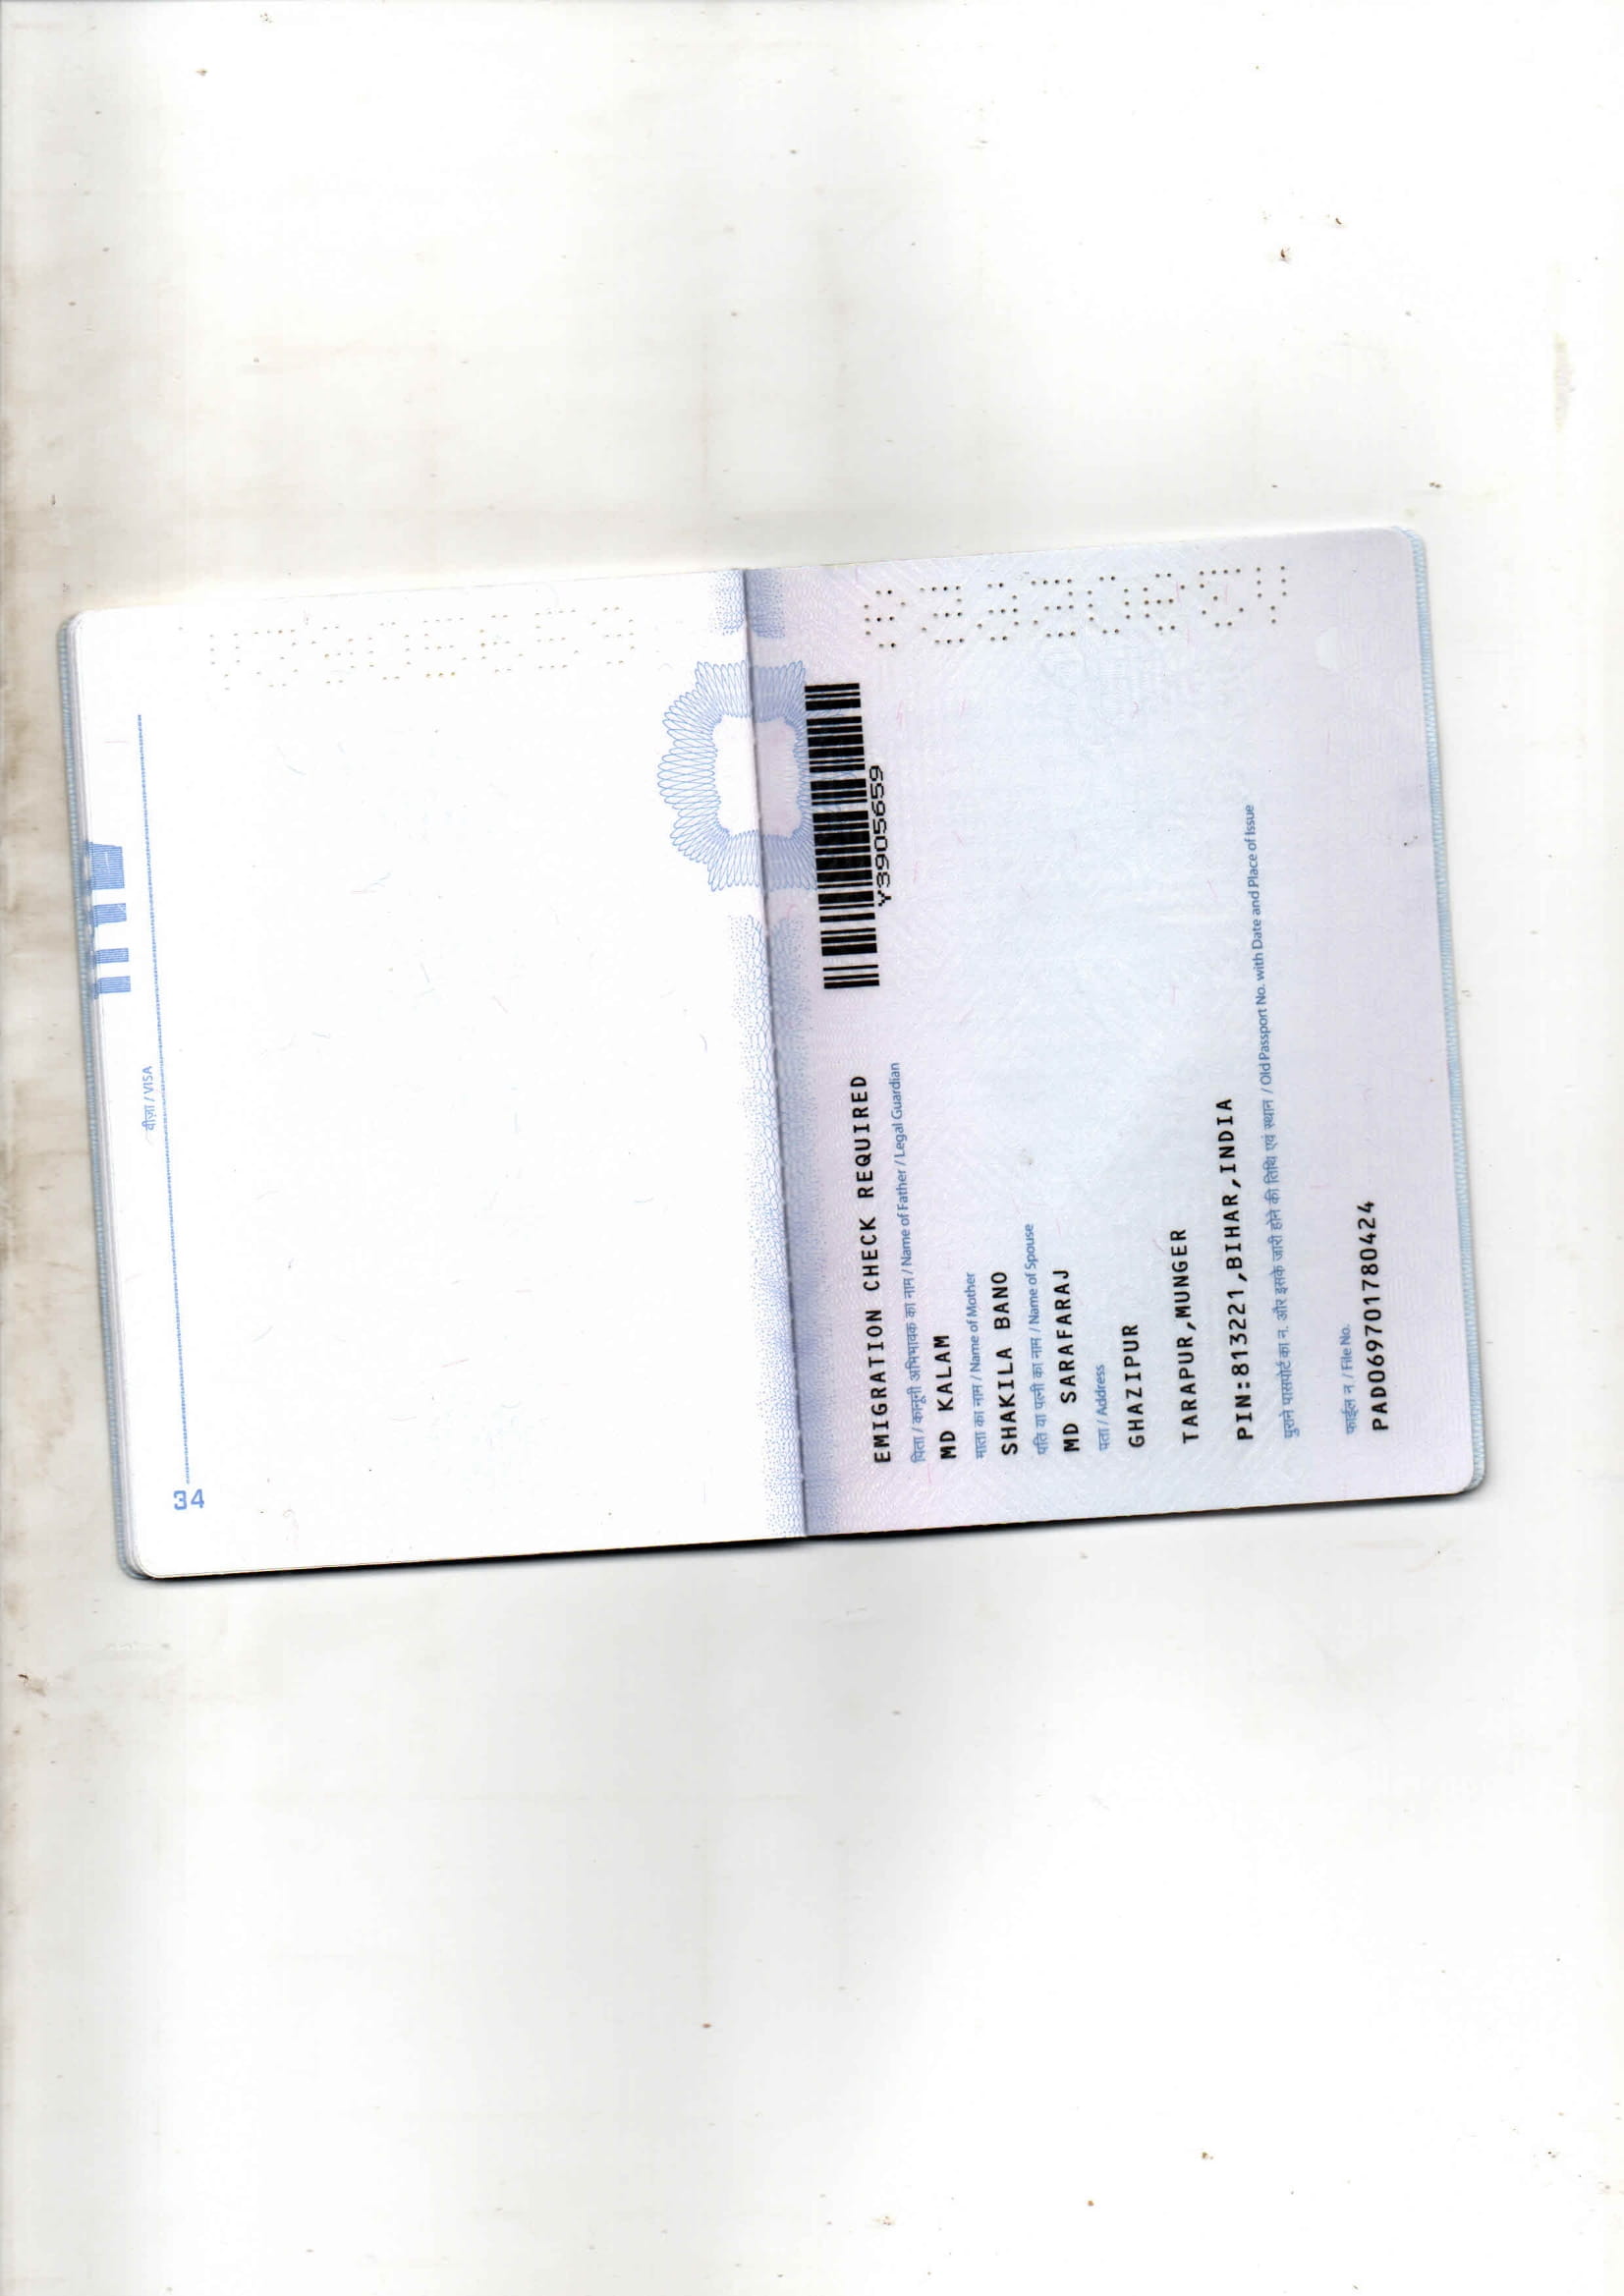 34
वीज़ा / VISA
Y3905659
EMIGRATION CHECK REQUIRED
पिता / कानूनी अभिभावक का नाम / Name of Father / Legal Guardian
MD KALAM
माता का नाम / Name of Mother
SHAKILA BANO
पति या पत्नी का नाम / Name of Spouse
MD SARAFARAJ
पता / Address
GHAZIPUR
TARAPUR,MUNGER
PIN:813221,BIHAR,INDIA
पुराने पासपोर्ट का न. और इसके जारी होने की तिथि एवं स्थान / Old Passport No. with Date and Place of Issue
फाईल न / File No.
PAD069701780424